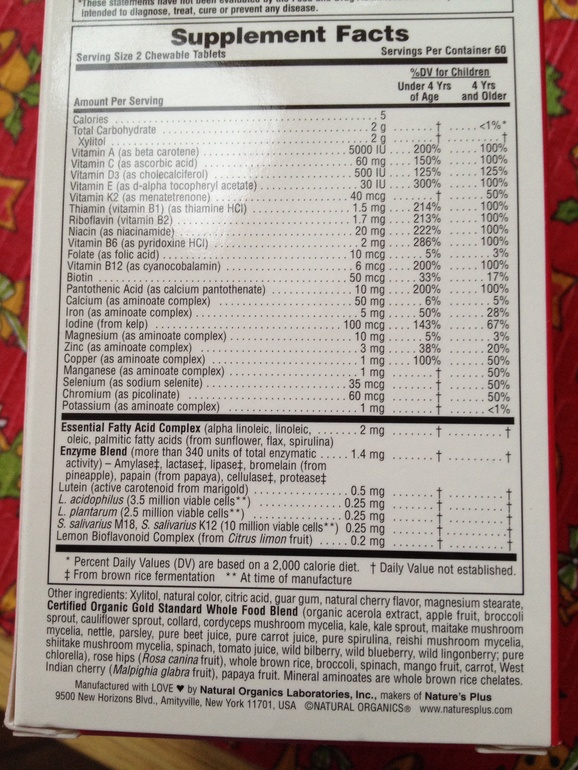 *These statements have not been evaluated by the Food and
intended to diagnose, treat, cure or prevent any disease.
Supplement Facts
Serving Size 2 Chewable Tablets Servings Per Container 60
%DV for Children
Under 4 Yrs 4 Yrs
Amount Per Serving of Age and Older
Calories 5
Total Carbohydrate 2 g † <1%*
Xylitol 2 g † †
Vitamin A (as beta carotene) 5000 IU 200% 100%
Vitamin C (as ascorbic acid) 60 mg 150% 100%
Vitamin D3 (as cholecalciferol) 500 IU 125% 125%
Vitamin E (as d-alpha tocopheryl acetate) 30 IU 300% 100%
Vitamin K2 (as menatetrenone) 40 mcg † 50%
Thiamin (vitamin B1) (as thiamine HCl) 1.5 mg 214% 100%
Riboflavin (vitamin B2) 1.7 mg 213% 100%
Niacin (as niacinamide) 20 mg 222% 100%
Vitamin B6 (as pyridoxine HCl) 2 mg 286% 100%
Folate (as folic acid) 10 mcg 5% 3%
Vitamin B12 (as cyanocobalamin) 6 mcg 200% 100%
Biotin 50 mcg 33% 17%
Pantothenic Acid (as calcium pantothenate) 10 mg 200% 100%
Calcium (as aminoate complex) 50 mg 6% 5%
Iron (as aminoate complex) 5 mg 50% 28%
Iodine (from kelp) 100 mcg 143% 67%
Magnesium (as aminoate complex) 10 mg 5% 3%
Zinc (as aminoate complex) 3 mg 38% 20%
Copper (as aminoate complex) 1 mg 100% 50%
Manganese (as aminoate complex) 1 mg † 50%
Selenium (as sodium selenite) 35 mcg † 50%
Chromium (as picolinate) 60 mcg † 50%
Potassium (as aminoate complex) 1 mg † <1%
Essential Fatty Acid Complex (alpha linoleic, linoleic, 2 mg † †
oleic, palmitic fatty acids (from sunflower, flax, spirulina)
Enzyme Blend (more than 340 units of total enzymatic 1.4 mg † †
activity) – Amylase‡, lactase‡, lipase‡, bromelain (from
pineapple), papain (from papaya), cellulase‡, protease‡
Lutein (active carotenoid from marigold) 0.5 mg † †
L. acidophilus (3.5 million viable cells**) 0.25 mg † †
L. plantarum (2.5 million viable cells**) 0.25 mg † †
S. salivarius M18, S. salivarius K12 (10 million viable cells**) 0.25 mg † †
Lemon Bioflavonoid Complex (from Citrus limon fruit) 0.2 mg † †
* Percent Daily Values (DV) are based on a 2,000 calorie diet. † Daily Value not established.
‡ From brown rice fermentation ** At time of manufacture
Other ingredients: Xylitol, natural color, citric acid, guar gum, natural cherry flavor, magnesium stearate,
Certified Organic Gold Standard Whole Food Blend (organic acerola extract, apple fruit, broccoli
sprout, cauliflower sprout, collard, cordyceps mushroom mycelia, kale, kale sprout, maitake mushroom
mycelia, nettle, parsley, pure beet juice, pure carrot juice, pure spirulina, reishi mushroom mycelia,
shiitake mushroom mycelia, spinach, tomato juice, wild bilberry, wild blueberry, wild lingonberry; pure
chlorella), rose hips (Rosa canina fruit), whole brown rice, broccoli, spinach, mango fruit, carrot, West
Indian cherry (Malpighia glabra fruit), papaya fruit. Mineral aminoates are whole brown rice chelates.
Manufactured with LOVE ♥ by Natural Organics Laboratories, Inc., makers of Nature's Plus
9500 New Horizons Blvd., Amityville, New York 11701, USA ©NATURAL ORGANICS® www.naturesplus.com